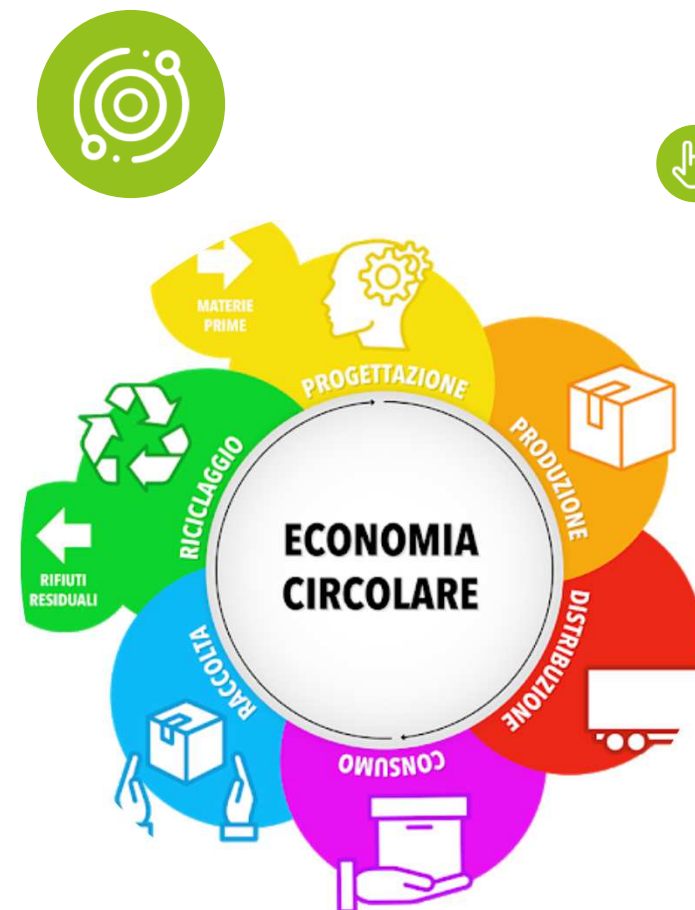 MATERIE
PRIME
PROGETTAZIONE
PRODUZIONE
DISTRIBUZIONE
CONSUMO
RACCOLTA
RICICLAGGIO
RIFIUTI
RESIDUALI
ECONOMIA
CIRCOLARE